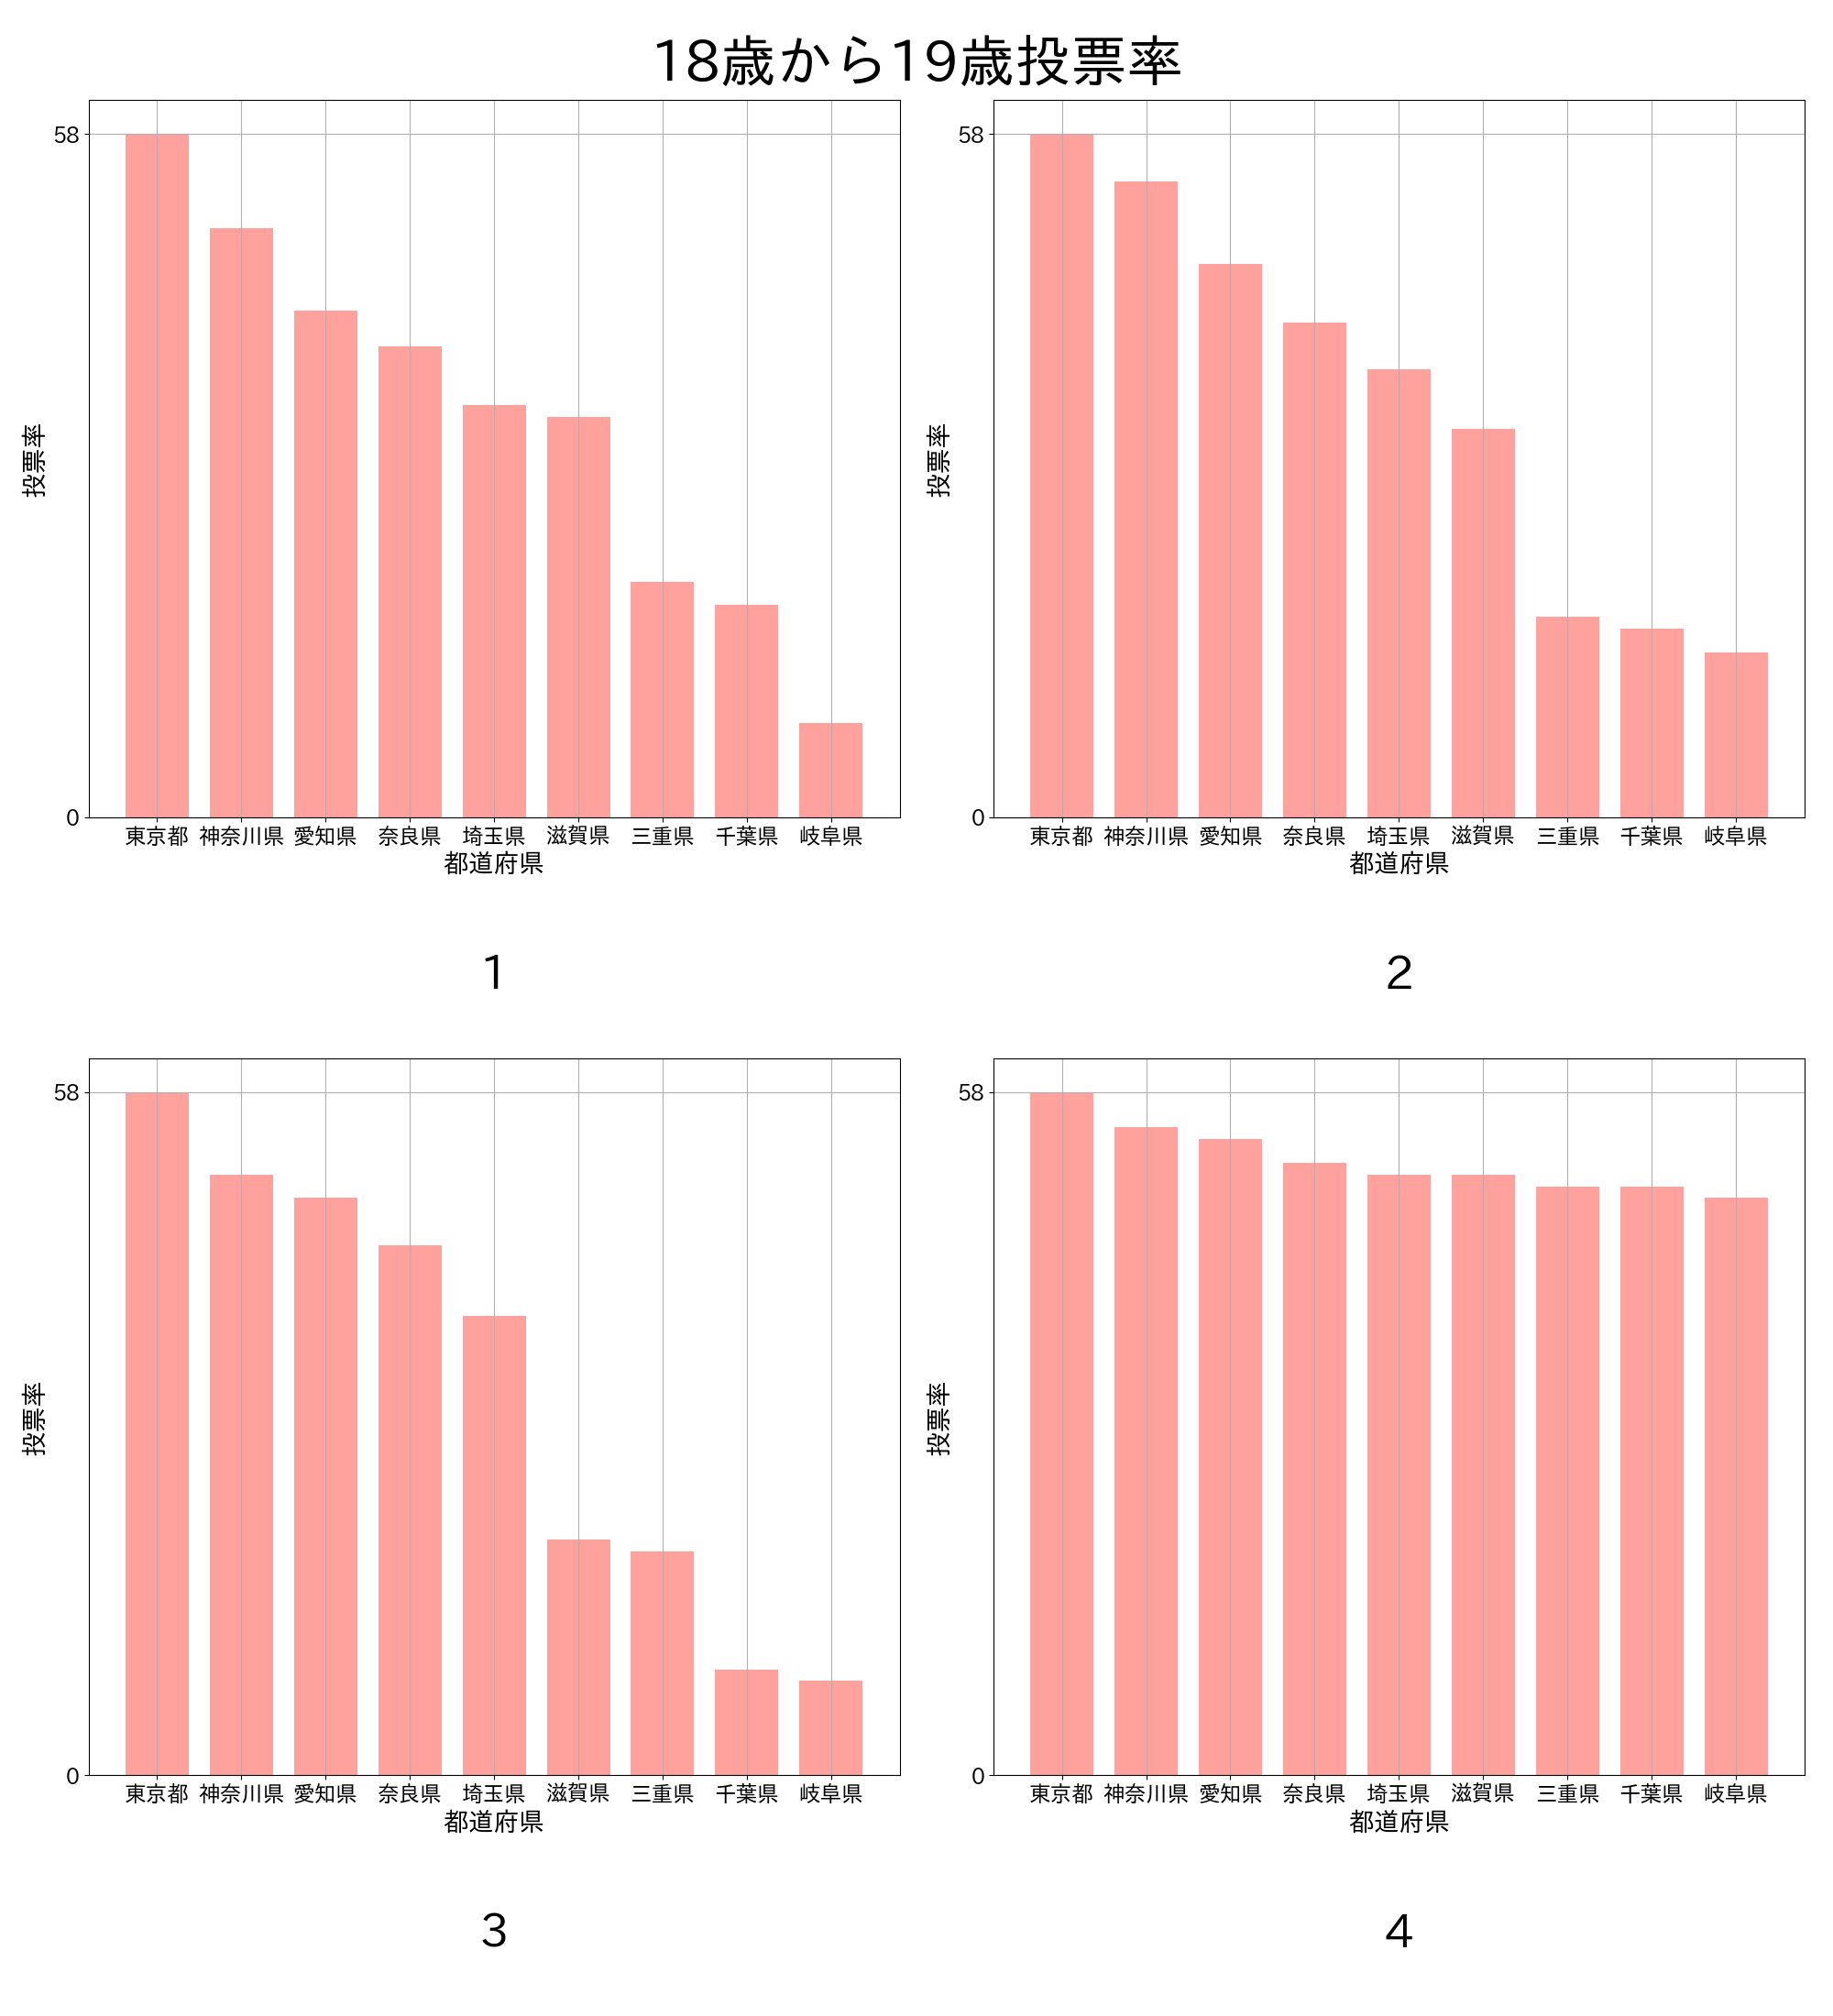 18歳から19歳投票率
58
0
投票率
東京都 神奈川県 愛知県 奈良県 埼玉県 滋賀県 三重県 千葉県 岐阜県
都道府県
1
58
0
投票率
東京都 神奈川県 愛知県 奈良県 埼玉県 滋賀県 三重県 千葉県 岐阜県
都道府県
2
58
0
投票率
東京都 神奈川県 愛知県 奈良県 埼玉県 滋賀県 三重県 千葉県 岐阜県
都道府県
3
58
0
投票率
東京都 神奈川県 愛知県 奈良県 埼玉県 滋賀県 三重県 千葉県 岐阜県
都道府県
4